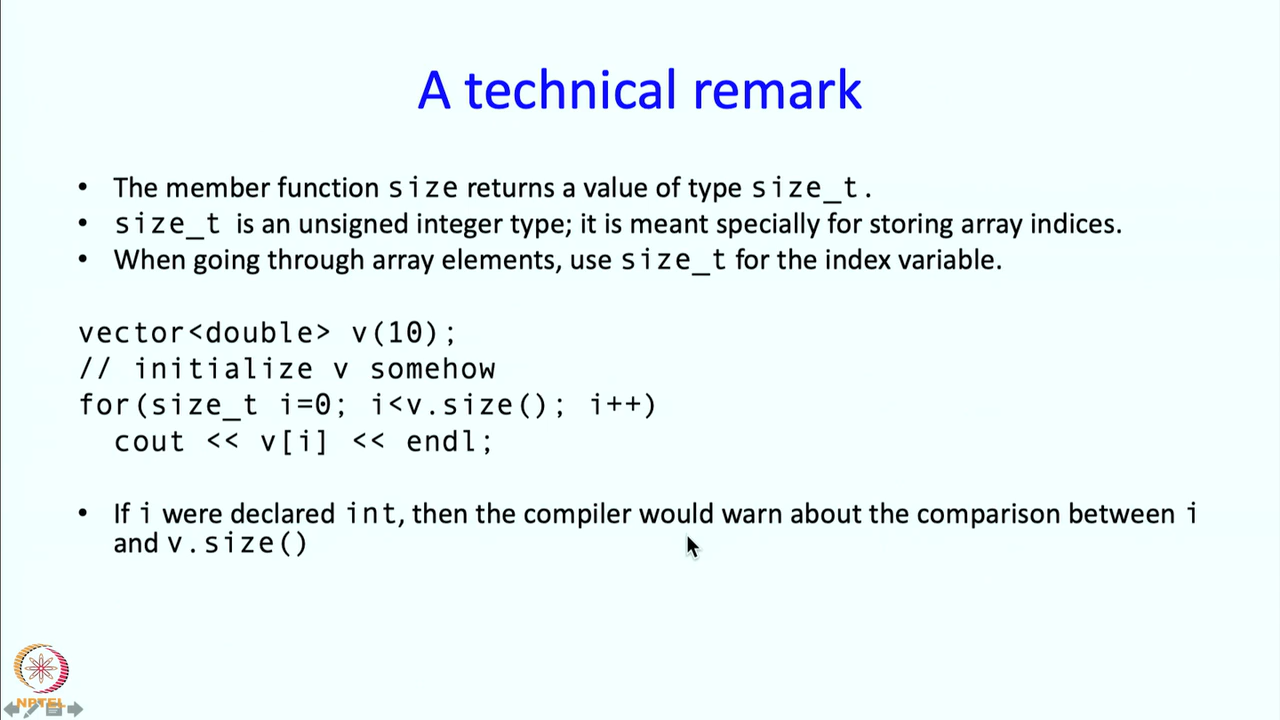 A technical remark
• The member function size returns a value of type size_t.
• size_t is an unsigned integer type; it is meant specially for storing array indices.
• When going through array elements, use size_t for the index variable.
vector<double> v(10);
// initialize v somehow
for(size_t i=0; i<v.size(); i++)
  cout << v[i] << endl;
• If i were declared int, then the compiler would warn about the comparison between i
and v.size()
NPTEL